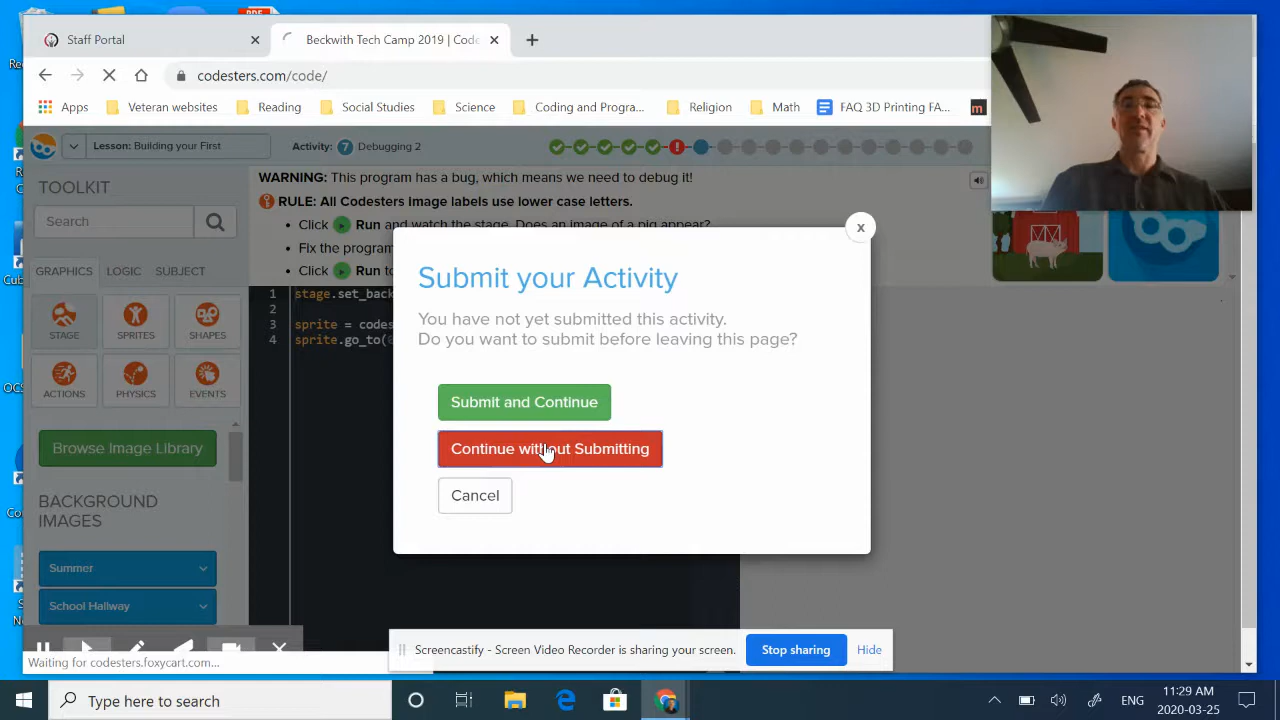 PDF
Staff Portal
Beckwith Tech Camp 2019 | Code
codesters.com/code/
Apps
Veteran websites
Reading
Social Studies
Science
Coding and Progra...
Religion
Math
FAQ 3D Printing FA...
m
Lesson: Building your First
Activity: 7 Debugging 2
TOOLKIT
Search
GRAPHICS LOGIC SUBJECT
STAGE SPRITES SHAPES
ACTIONS PHYSICS EVENTS
Browse Image Library
BACKGROUND
IMAGES
Summer
School Hallway
WARNING: This program has a bug, which means we need to debug it!
RULE: All Codesters image labels use lower case letters.
Click Run and watch the stage. Does an image of a pig appear?
Fix the program
Click Run to
1 stage.set_back
2
3 sprite = codes
4 sprite.go_to(
x
Submit your Activity
You have not yet submitted this activity.
Do you want to submit before leaving this page?
Submit and Continue
Continue without Submitting
Cancel
Screencastify - Screen Video Recorder is sharing your screen.
Stop sharing
Hide
Waiting for codesters.foxycart.com...
Type here to search
ENG
11:29 AM
2020-03-25